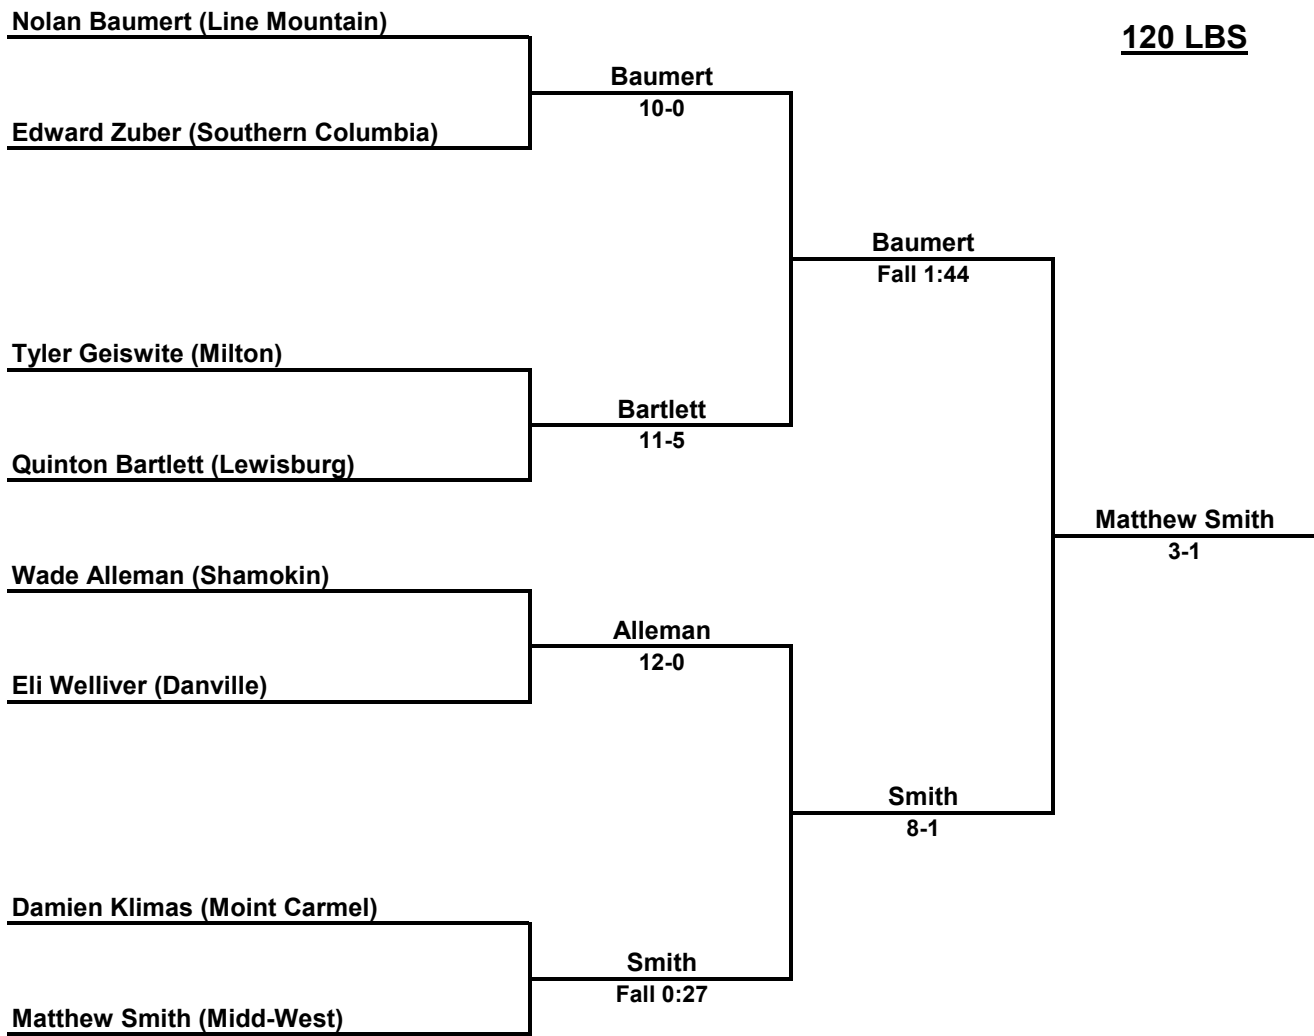 Nolan Baumert (Line Mountain)
120 LBS
Baumert
10-0
Edward Zuber (Southern Columbia)
Baumert
Fall 1:44
Tyler Geiswite (Milton)
Bartlett
11-5
Quinton Bartlett (Lewisburg)
Matthew Smith
3-1
Wade Alleman (Shamokin)
Alleman
12-0
Eli Welliver (Danville)
Smith
8-1
Damien Klimas (Moint Carmel)
Smith
Fall 0:27
Matthew Smith (Midd-West)